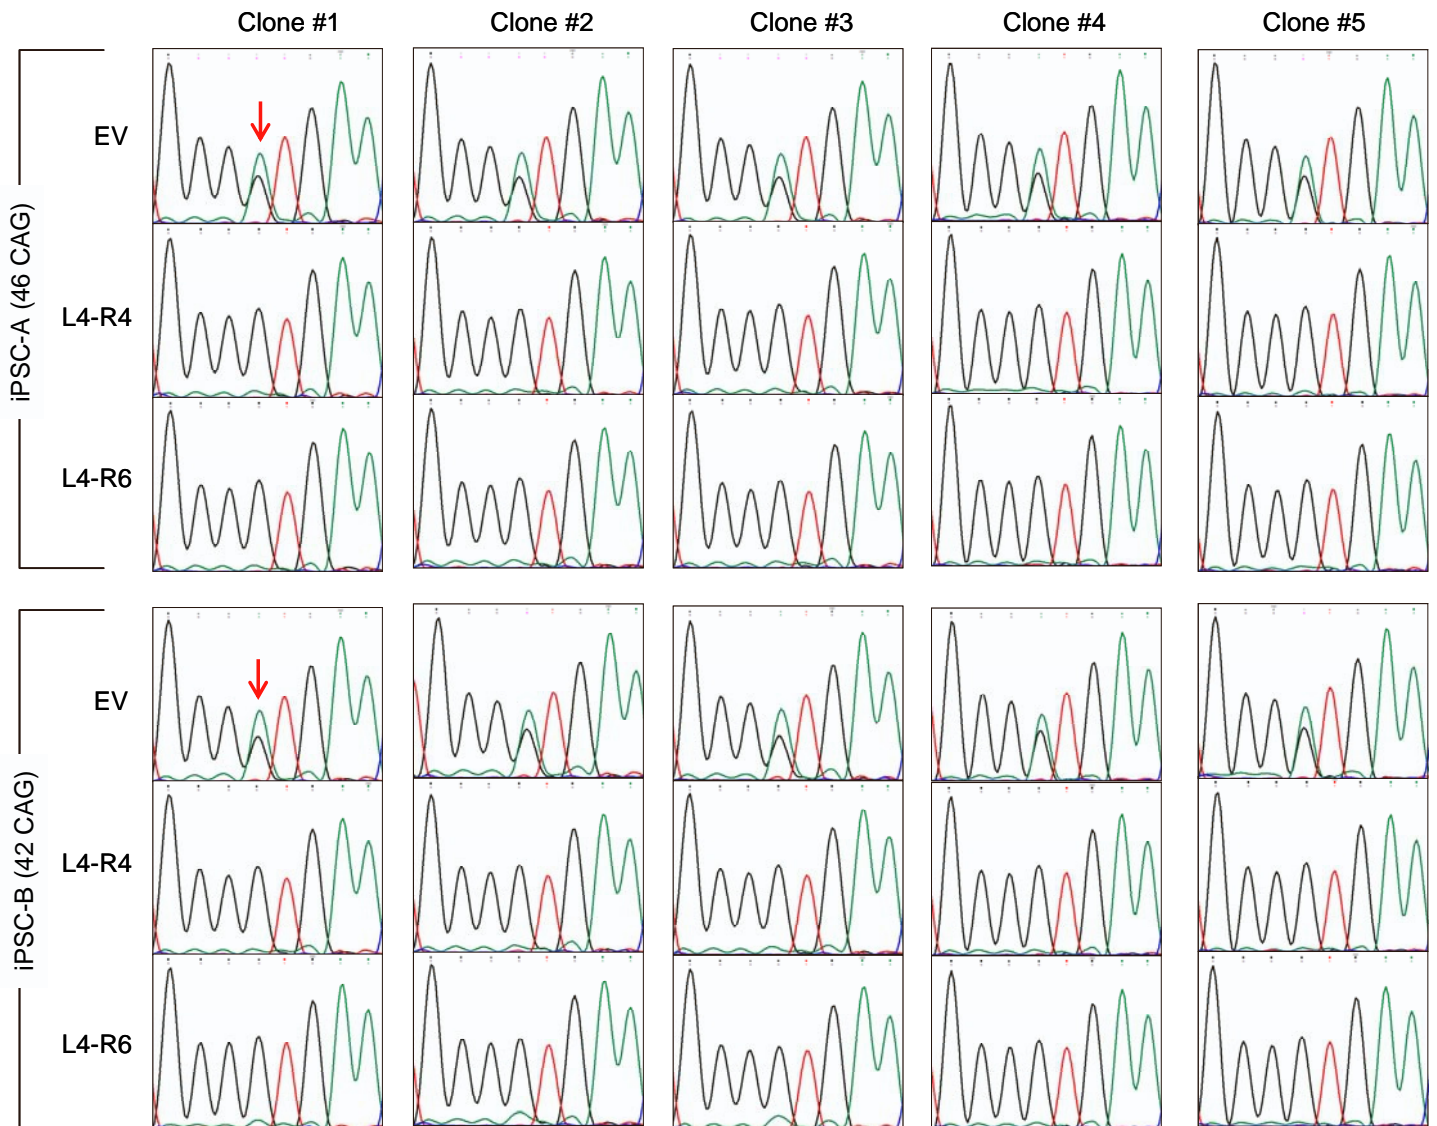 Clone #1 Clone #2 Clone #3 Clone #4 Clone #5
iPSC-A (46 CAG)
EV
L4-R4
L4-R6
iPSC-B (42 CAG)
EV
L4-R4
L4-R6